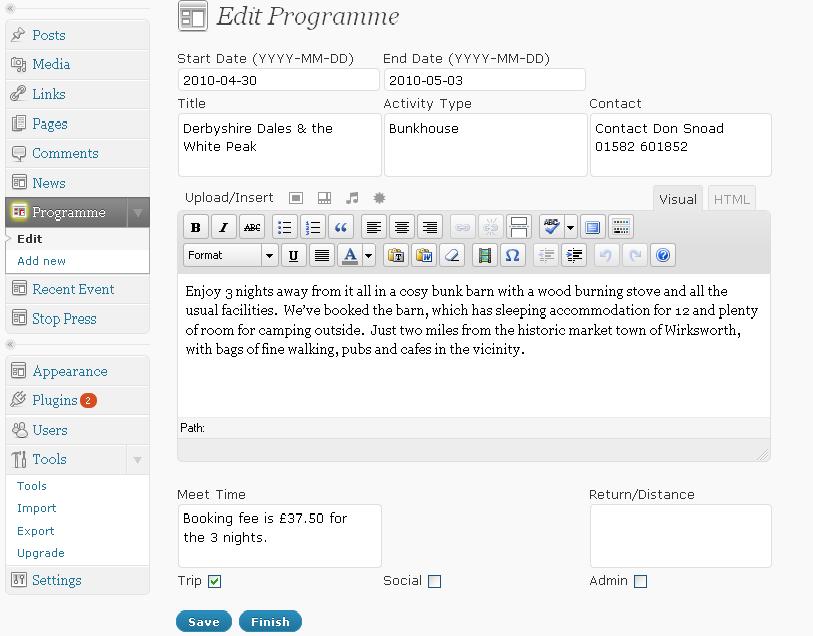 Posts
Media
Links
Pages
Comments
News
Programme
Edit
Add new
Recent Event
Stop Press
Appearance
Plugins 2
Users
Tools
Tools
Import
Export
Upgrade
Settings
Edit Programme
Start Date (YYYY-MM-DD) End Date (YYYY-MM-DD)
2010-04-30 2010-05-03
Title Activity Type Contact
Derbyshire Dales & the Bunkhouse Contact Don Snoad
White Peak 01582 601852
Upload/Insert Visual HTML
B I ABC ABC
Format U A T W Ω ?
Enjoy 3 nights away from it all in a cosy bunk barn with a wood burning stove and all the
usual facilities. We've booked the barn, which has sleeping accommodation for 12 and plenty
of room for camping outside. Just two miles from the historic market town of Wirksworth,
with bags of fine walking, pubs and cafes in the vicinity.
Path:
Meet Time Return/Distance
Booking fee is £37.50 for
the 3 nights.
Trip Social Admin
Save Finish